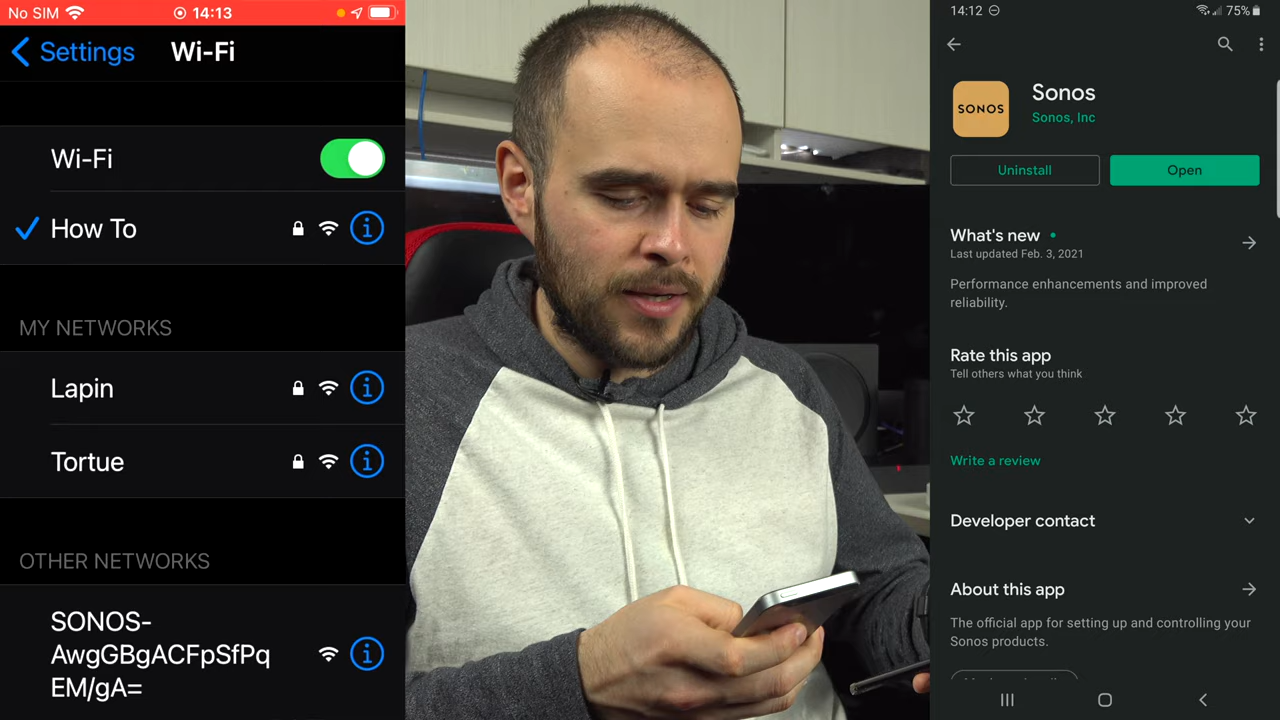 No SIM 14:13
Settings Wi-Fi
Wi-Fi
How To
MY NETWORKS
Lapin
Tortue
OTHER NETWORKS
SONOS-
AwgGBgACFpSfPq
EM/gA=
14:12 75%
SONOS
Sonos
Sonos, Inc
Uninstall Open
What's new
Last updated Feb. 3, 2021
Performance enhancements and improved
reliability.
Rate this app
Tell others what you think
Write a review
Developer contact
About this app
The official app for setting up and controlling your
Sonos products.